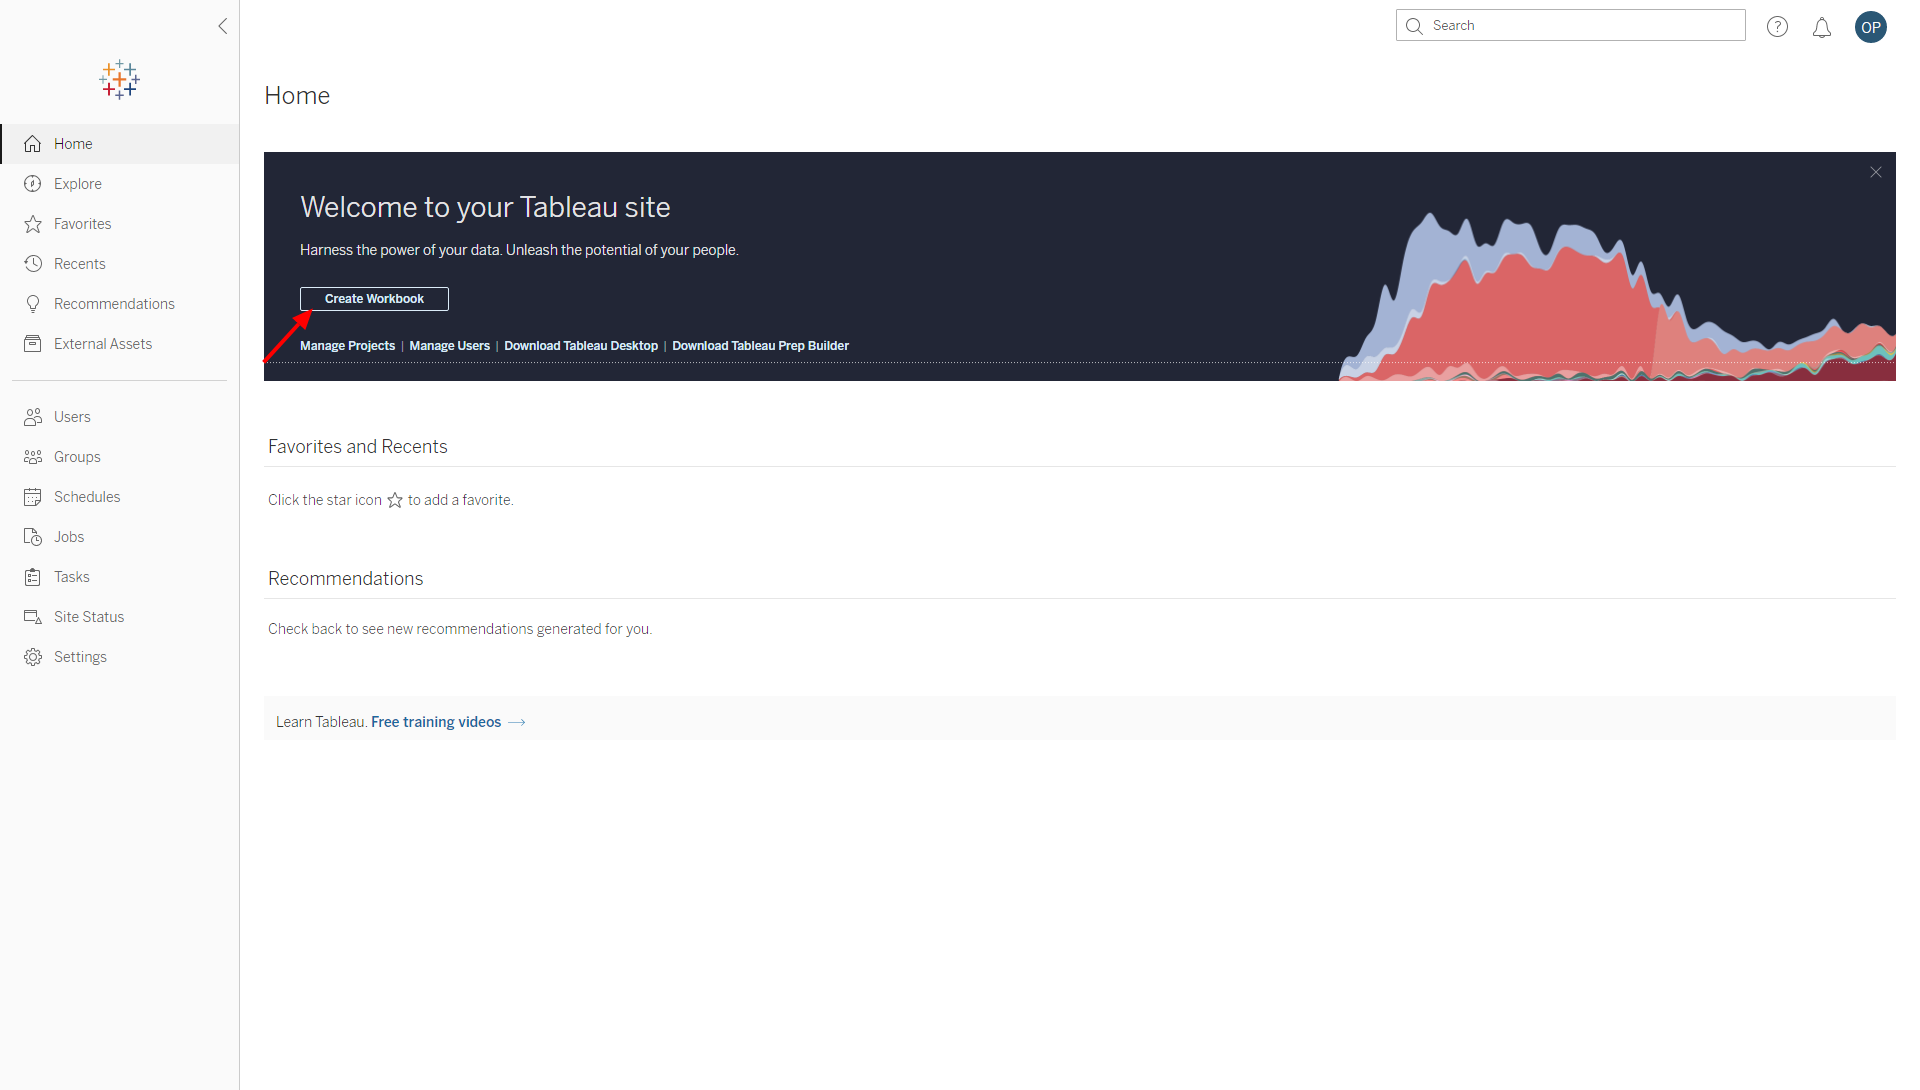 Search
?
OP
Home
Explore
Favorites
Recents
Recommendations
External Assets
Users
Groups
Schedules
Jobs
Tasks
Site Status
Settings
Home
Welcome to your Tableau site
Harness the power of your data. Unleash the potential of your people.
Create Workbook
Manage Projects | Manage Users | Download Tableau Desktop | Download Tableau Prep Builder
Favorites and Recents
Click the star icon to add a favorite.
Recommendations
Check back to see new recommendations generated for you.
Learn Tableau. Free training videos